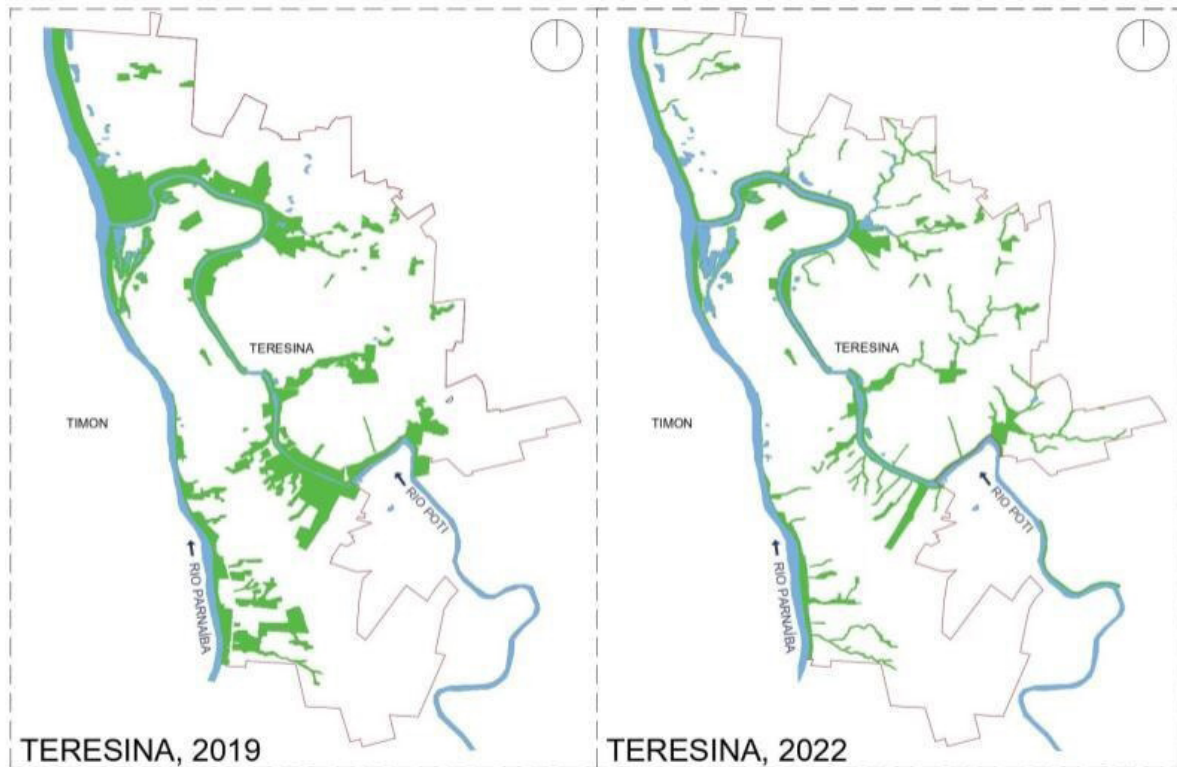 TERESINA
TIMON
RIO POTI
RIO PARNAÍBA
TERESINA, 2019
TERESINA
TIMON
RIO POTI
RIO PARNAÍBA
TERESINA, 2022